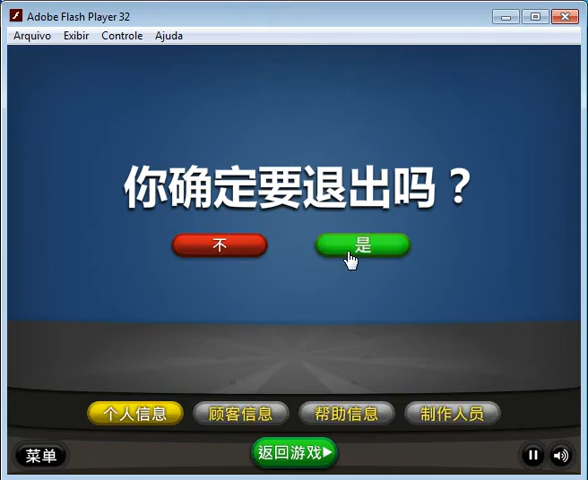 Adobe Flash Player 32
Arquivo Exibir Controle Ajuda
你确定要退出吗？
不 是
个人信息 顾客信息 帮助信息 制作人员
菜单 返回游戏